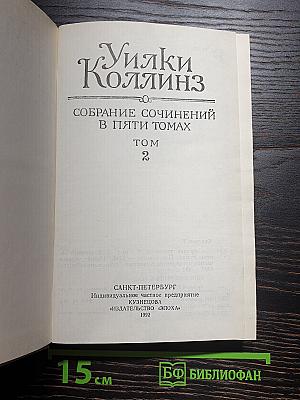 Уилки
Коллинз
СОБРАНИЕ СОЧИНЕНИЙ
В ПЯТИ ТОМАХ
ТОМ
2
САНКТ-ПЕТЕРБУРГ
Индивидуальное частное предприятие
КУЗНЕЦОВА
«ИЗДАТЕЛЬСТВО «ЭПОХА»
1992
15 см
БФ БИБЛИОФАН